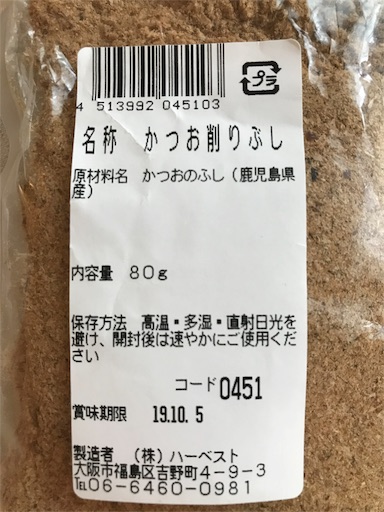 4 513992 045103
プラ
名称 かつお削りぶし
原材料名 かつおのふし（鹿児島県
産）
内容量 80g
保存方法 高温・多湿・直射日光を
避け、開封後は速やかにご使用くだ
さい
コード 0451
賞味期限 19.10.5
製造者 （株）ハーベスト
大阪市福島区吉野町4-9-3
TEL06-6460-0981